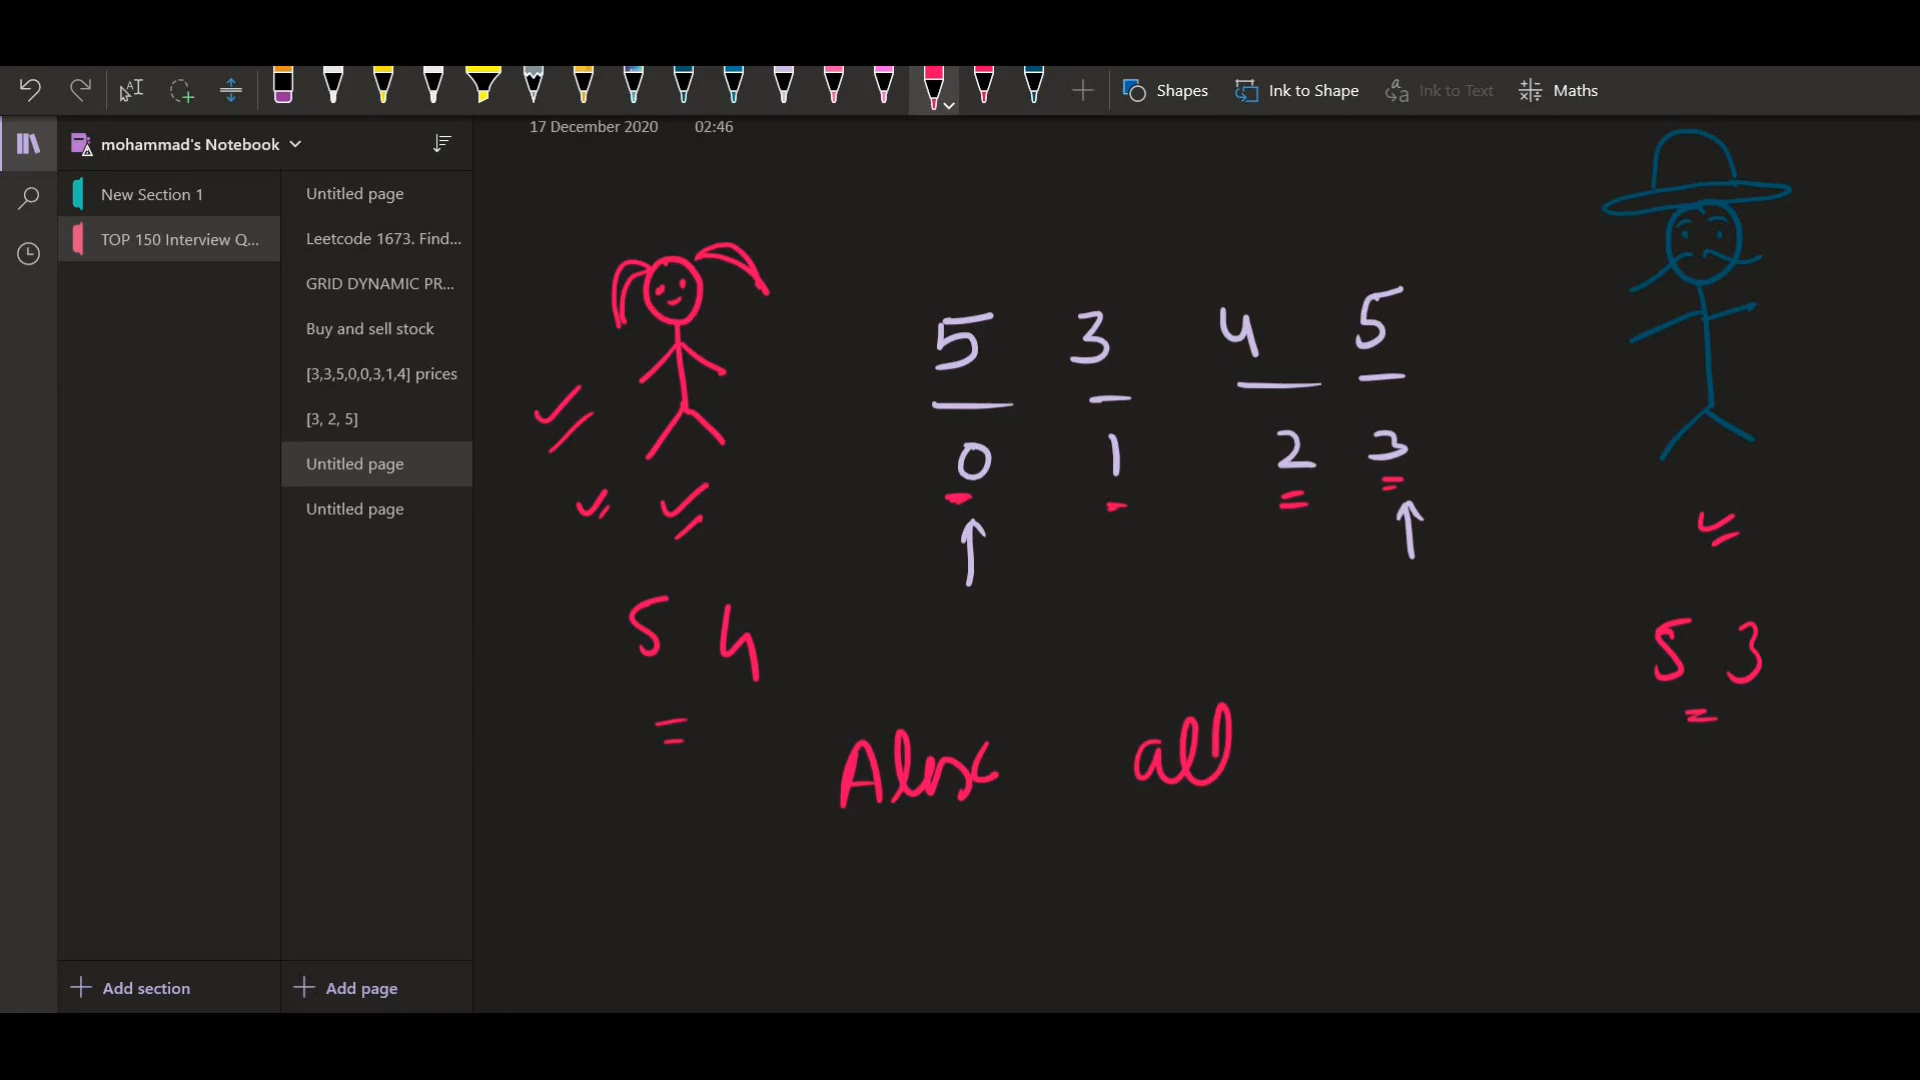 Shapes Ink to Shape Ink to Text Maths
mohammad's Notebook
17 December 2020 02:46
New Section 1
TOP 150 Interview Q...
Untitled page
Leetcode 1673. Find...
GRID DYNAMIC PR...
Buy and sell stock
[3,3,5,0,0,3,1,4] prices
[3, 2, 5]
Untitled page
Untitled page
5 3 4 5
0 1 2 3
5 4
5 3
Alex all
Add section
Add page